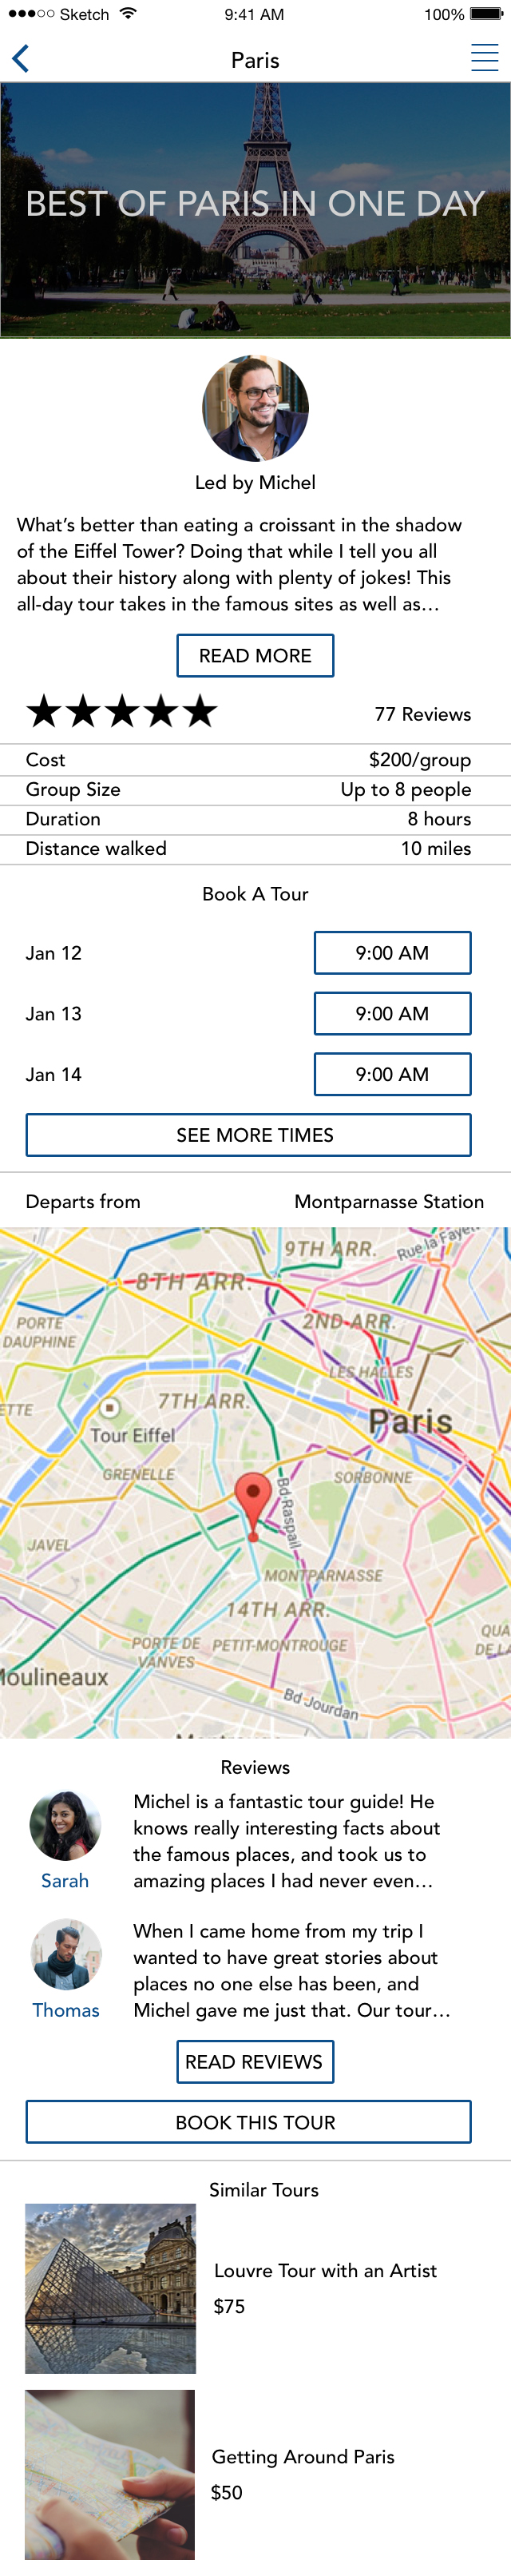 Sketch 9:41 AM 100%
Paris
BEST OF PARIS IN ONE DAY
Led by Michel
What's better than eating a croissant in the shadow
of the Eiffel Tower? Doing that while I tell you all
about their history along with plenty of jokes! This
all-day tour takes in the famous sites as well as...
READ MORE
77 Reviews
Cost $200/group
Group Size Up to 8 people
Duration 8 hours
Distance walked 10 miles
Book A Tour
Jan 12 9:00 AM
Jan 13 9:00 AM
Jan 14 9:00 AM
SEE MORE TIMES
Departs from Montparnasse Station
9TH ARR.
Rue la Fayet
8TH ARR.
2ND ARR.
PORTE
DAUPHINE
LES HALLES
7TH ARR.
ETTE
Paris
Tour Eiffel
GRENELLE
SORBONNE
Bd Raspail
JAVEL
MONTPARNASSE
14TH ARR.
QUA
DE LA
PORTE DE
VANVES
PETIT-MONTROUGE
Moulineaux
Bd Jourdan
Reviews
Michel is a fantastic tour guide! He
knows really interesting facts about
the famous places, and took us to
amazing places I had never even...
Sarah
When I came home from my trip I
wanted to have great stories about
places no one else has been, and
Michel gave me just that. Our tour...
Thomas
READ REVIEWS
BOOK THIS TOUR
Similar Tours
Louvre Tour with an Artist
$75
Getting Around Paris
$50